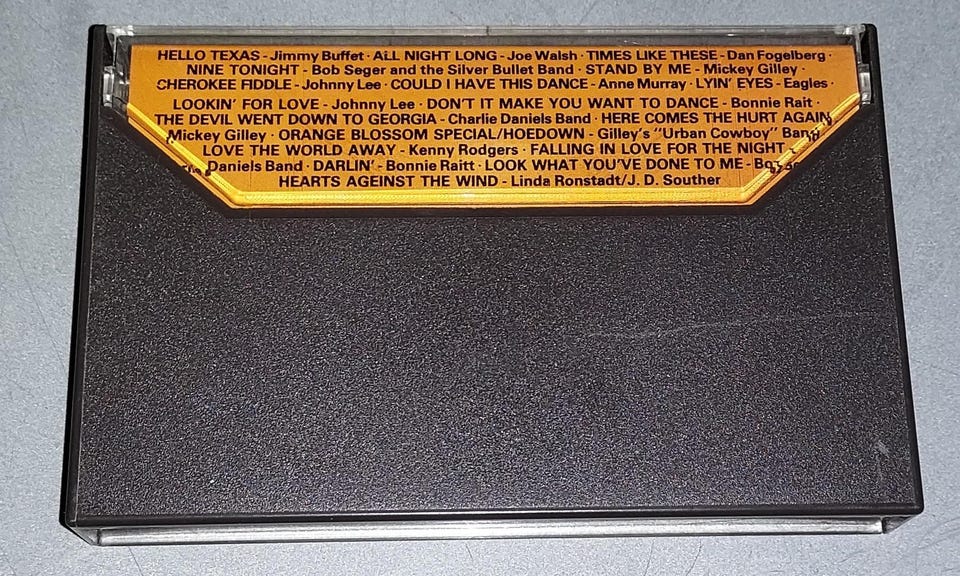 HELLO TEXAS - Jimmy Buffet · ALL NIGHT LONG - Joe Walsh · TIMES LIKE THESE - Dan Fogelberg ·
NINE TONIGHT - Bob Seger and the Silver Bullet Band · STAND BY ME - Mickey Gilley ·
CHEROKEE FIDDLE - Johnny Lee · COULD I HAVE THIS DANCE - Anne Murray · LYIN' EYES - Eagles ·
LOOKIN' FOR LOVE - Johnny Lee · DON'T IT MAKE YOU WANT TO DANCE - Bonnie Rait ·
THE DEVIL WENT DOWN TO GEORGIA - Charlie Daniels Band · HERE COMES THE HURT AGAIN
Mickey Gilley · ORANGE BLOSSOM SPECIAL/HOEDOWN - Gilley's "Urban Cowboy" Band
LOVE THE WORLD AWAY - Kenny Rodgers · FALLING IN LOVE FOR THE NIGHT
Daniels Band · DARLIN' - Bonnie Raitt · LOOK WHAT YOU'VE DONE TO ME -
HEARTS AGEINST THE WIND - Linda Ronstadt/J. D. Souther